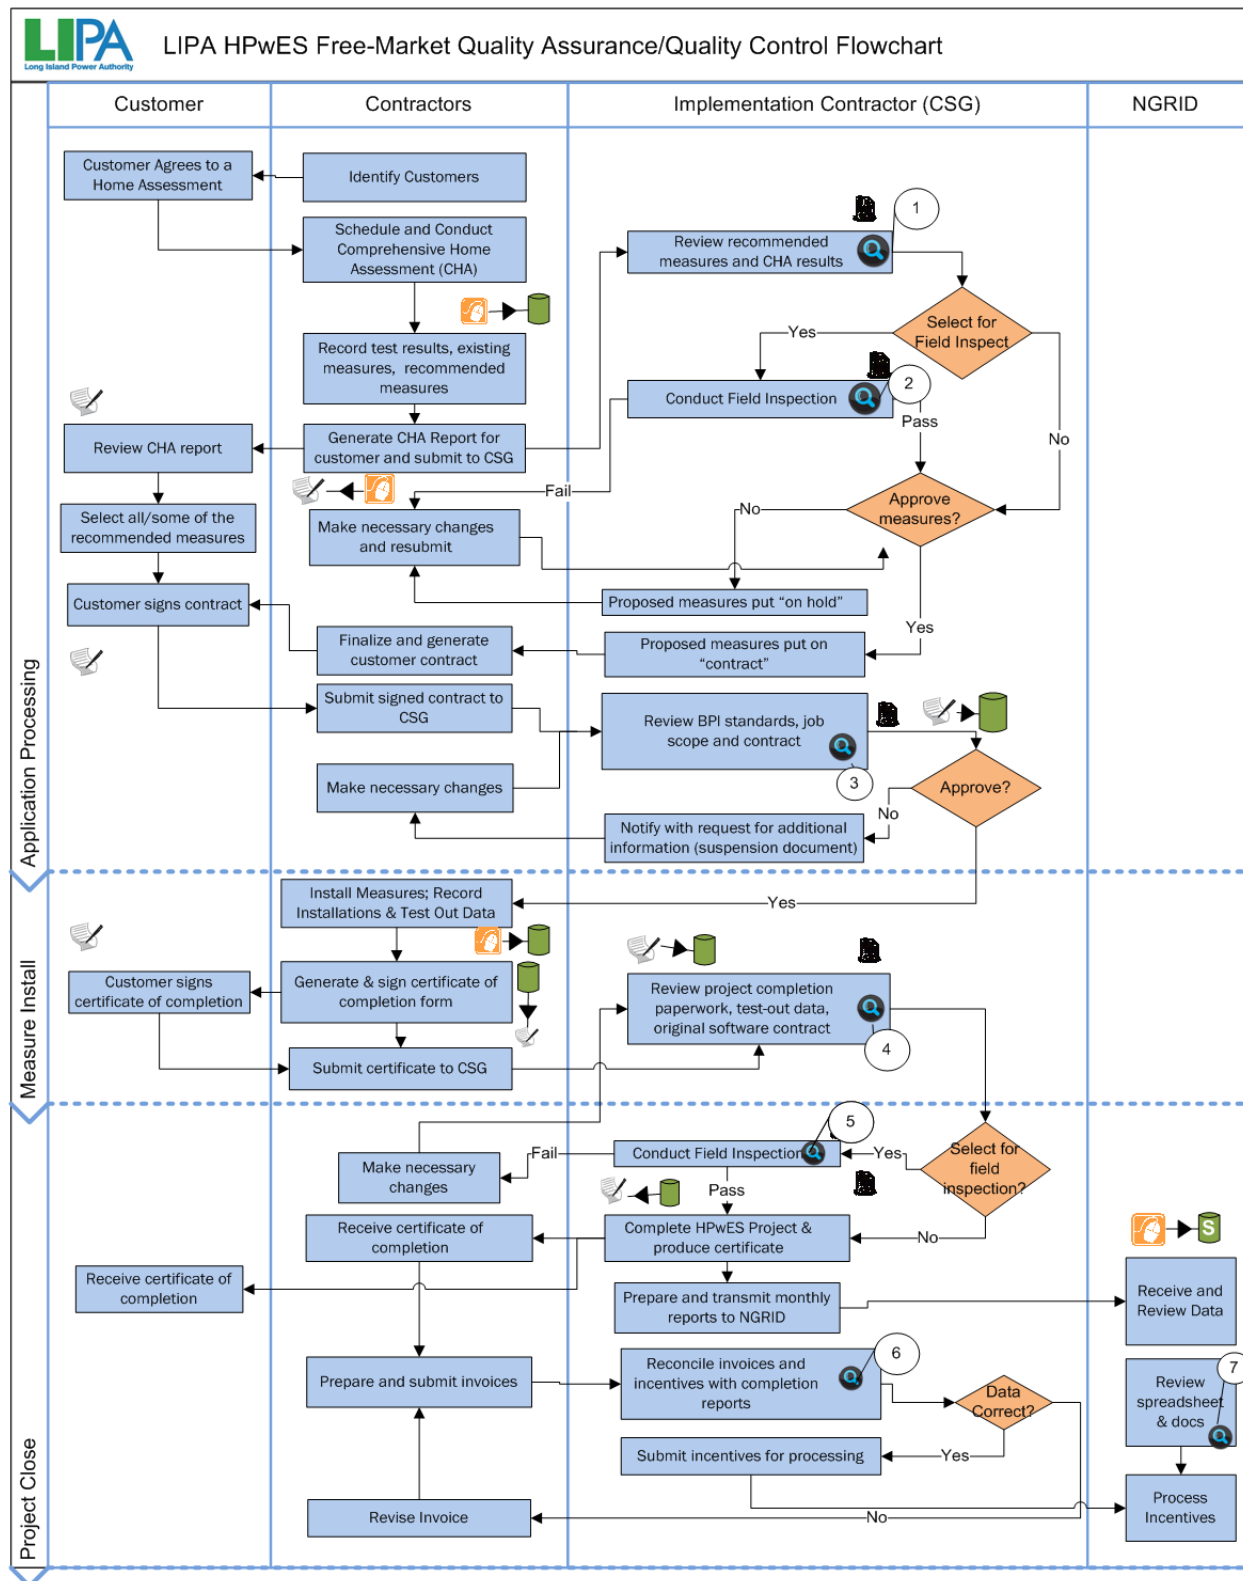 LIPA
Long Island Power Authority
LIPA HPwES Free-Market Quality Assurance/Quality Control Flowchart
Customer
Contractors
Implementation Contractor (CSG)
NGRID
Application Processing
Customer Agrees to a
Home Assessment
Identify Customers
Schedule and Conduct
Comprehensive Home
Assessment (CHA)
1
Review recommended
measures and CHA results
Select for
Field Inspect
Yes
Record test results, existing
measures, recommended
measures
2
Conduct Field Inspection
Pass
No
Review CHA report
Generate CHA Report for
customer and submit to CSG
Fail
Approve
measures?
No
Select all/some of the
recommended measures
Make necessary changes
and resubmit
Customer signs contract
Proposed measures put "on hold"
Yes
Finalize and generate
customer contract
Proposed measures put on
"contract"
Submit signed contract to
CSG
Review BPI standards, job
scope and contract
3
Make necessary changes
Approve?
No
Notify with request for additional
information (suspension document)
Measure Install
Install Measures; Record
Installations & Test Out Data
Yes
Customer signs
certificate of completion
Generate & sign certificate of
completion form
Review project completion
paperwork, test-out data,
original software contract
4
Submit certificate to CSG
Project Close
5
Conduct Field Inspection
Fail
Yes
Select for
field
inspection?
Make necessary
changes
Pass
Receive certificate of
completion
Complete HPwES Project &
produce certificate
No
S
Receive certificate of
completion
Prepare and transmit monthly
reports to NGRID
Receive and
Review Data
Prepare and submit invoices
Reconcile invoices and
incentives with completion
reports
6
Data
Correct?
7
Review
spreadsheet
& docs
Submit incentives for processing
Yes
Revise Invoice
No
Process
Incentives